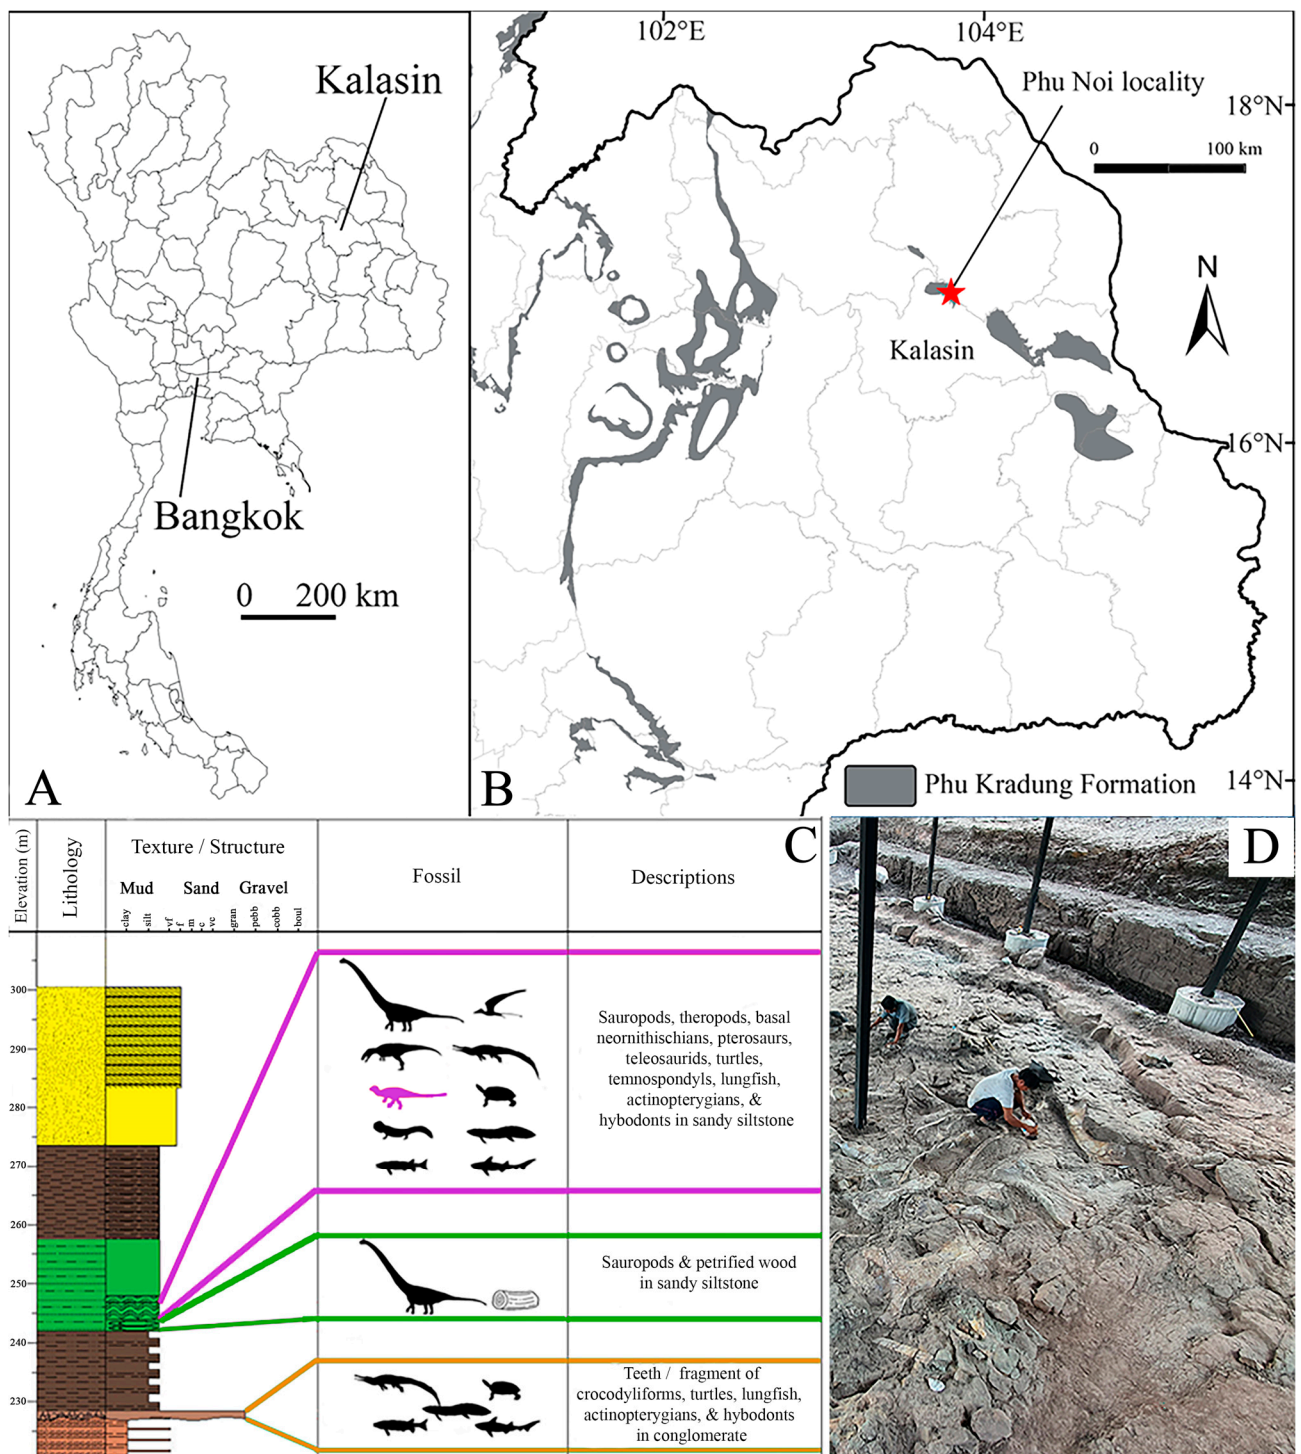 Kalasin
Bangkok
0 200 km
A
102°E
104°E
Phu Noi locality
18°N
0 100 km
N
Kalasin
16°N
14°N
Phu Kradung Formation
B
Elevation (m)
Lithology
Texture / Structure
Mud Sand Gravel
clay
silt
vf
f
m
c
vc
gran
pebb
cobb
boul
Fossil
Descriptions
C
300
290
280
270
260
250
240
230
Sauropods, theropods, basal
neornithischians, pterosaurs,
teleosaurids, turtles,
temnospondyls, lungfish,
actinopterygians, &
hybodonts in sandy siltstone
Sauropods & petrified wood
in sandy siltstone
Teeth / fragment of
crocodyliforms, turtles, lungfish,
actinopterygians, & hybodonts
in conglomerate
D